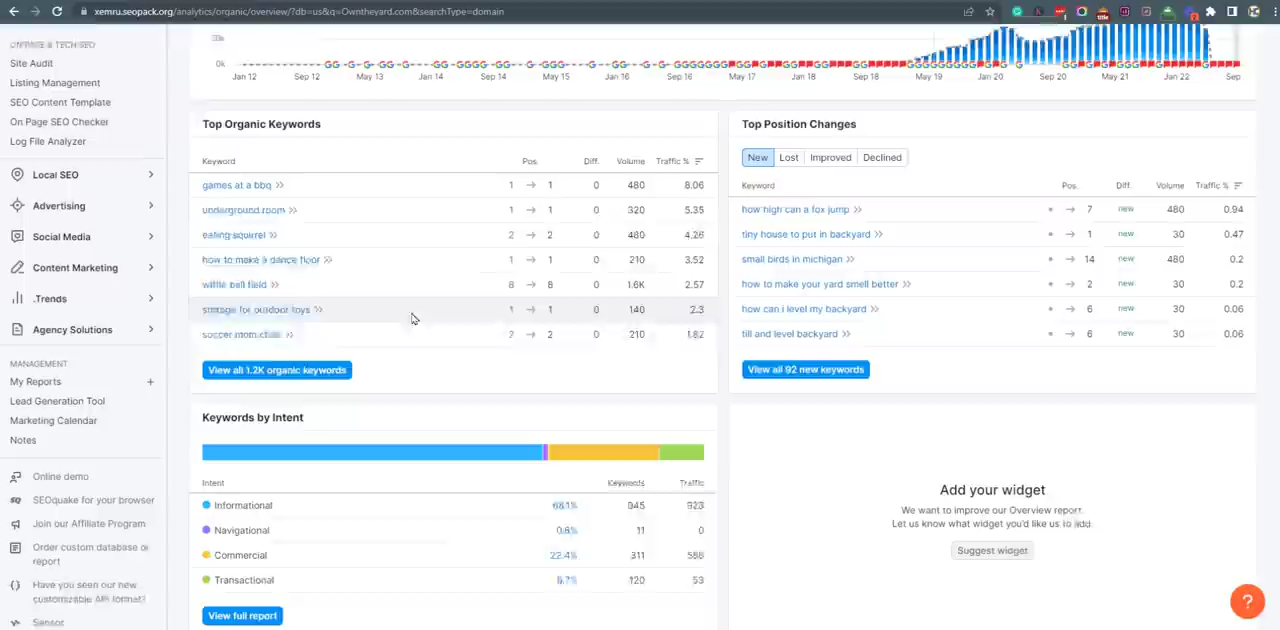 xemru.seopack.org/analytics/organic/overview/?db=us&q=Owntheyard.com&searchType=domain
ON PAGE & TECH SEO
Site Audit
Listing Management
SEO Content Template
On Page SEO Checker
Log File Analyzer
Local SEO
Advertising
Social Media
Content Marketing
.Trends
Agency Solutions
MANAGEMENT
My Reports +
Lead Generation Tool
Marketing Calendar
Notes
Online demo
SEOquake for your browser
Join our Affiliate Program
Order custom database or
report
Have you seen our new
customizable API format?
Sensor
0k
Jan 12 Sep 12 May 13 Jan 14 Sep 14 May 15 Jan 16 Sep 16 May 17 Jan 18 Sep 18 May 19 Jan 20 Sep 20 May 21 Jan 22 Sep
Top Organic Keywords
Keyword Pos. Diff. Volume Traffic %
games at a bbq 1 → 1 0 480 8.06
underground room 1 → 1 0 320 5.35
eating squirrel 2 → 2 0 480 4.26
how to make a dance floor 1 → 1 0 210 3.52
wiffle ball field 8 → 8 0 1.6K 2.57
storage for outdoor toys 1 → 1 0 140 2.3
soccer mom 2 → 2 0 210 1.82
View all 1.2K organic keywords
Top Position Changes
New Lost Improved Declined
Keyword Pos. Diff. Volume Traffic %
how high can a fox jump → 7 new 480 0.94
tiny house to put in backyard → 1 new 30 0.47
small birds in michigan → 14 new 480 0.2
how to make your yard smell better → 2 new 30 0.06
how can i level my backyard → 6 new 30 0.06
till and level backyard → 6 new 30 0.06
View all 92 new keywords
Keywords by Intent
Intent Keywords Traffic
Informational 68.1% 945 923
Navigational 0.8% 11 0
Commercial 22.4% 311 588
Transactional 120 53
View full report
Add your widget
We want to improve our Overview report.
Let us know what widget you'd like us to add.
Suggest widget
?